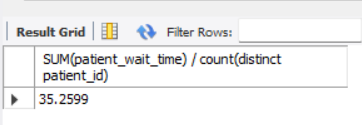 Result Grid Filter Rows:
SUM(patient_wait_time) / count(distinct
patient_id)
35.2599